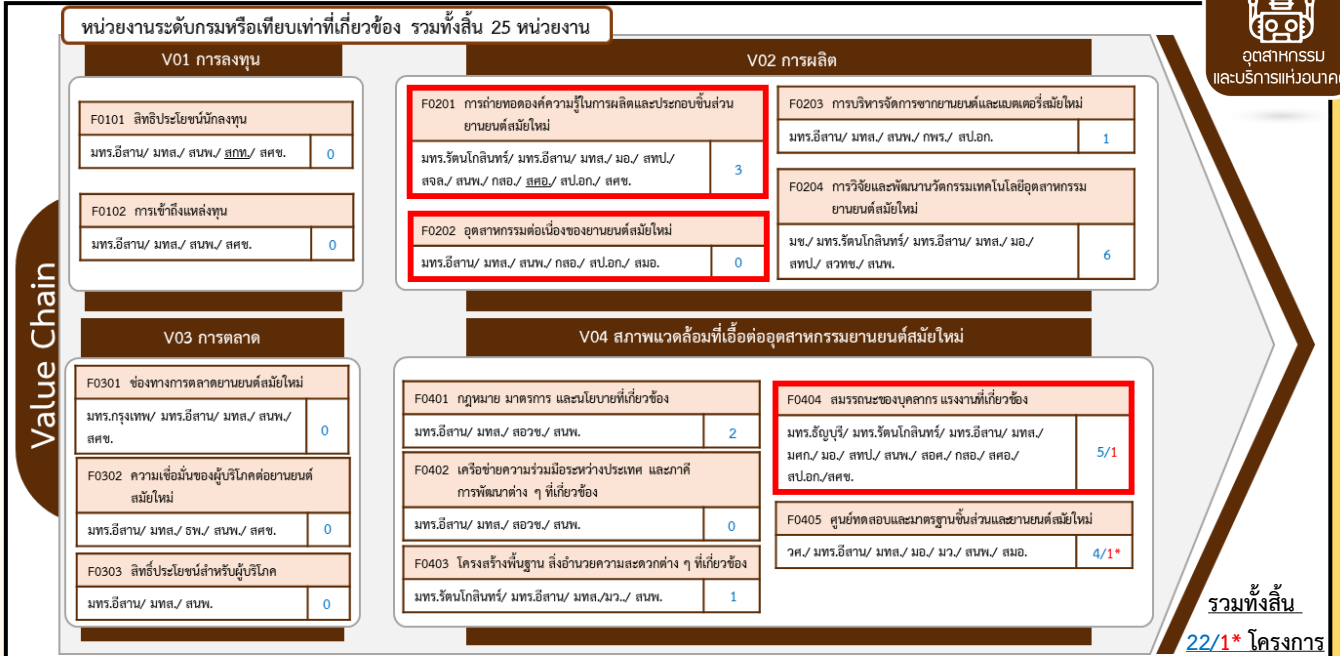 หน่วยงานระดับกรมหรือเทียบเท่าที่เกี่ยวข้อง รวมทั้งสิ้น 25 หน่วยงาน
อุตสาหกรรม
และบริการแห่งอนาคต
Value Chain
V01 การลงทุน
F0101 สิทธิประโยชน์นักลงทุน
มทร.อีสาน/ มทส./ สนพ./ สกท./ สศช.
0
F0102 การเข้าถึงแหล่งทุน
มทร.อีสาน/ มทส./ สนพ./ สศช.
0
V02 การผลิต
F0201 การถ่ายทอดองค์ความรู้ในการผลิตและประกอบชิ้นส่วน
ยานยนต์สมัยใหม่
มทร.รัตนโกสินทร์/ มทร.อีสาน/ มทส./ มอ./ สทป./
สจล./ สนพ./ กสอ./ สศอ./ สป.อก./ สศช.
3
F0202 อุตสาหกรรมต่อเนื่องของยานยนต์สมัยใหม่
มทร.อีสาน/ มทส./ สนพ./ กสอ./ สป.อก./ สมอ.
0
F0203 การบริหารจัดการซากยานยนต์และแบตเตอรี่สมัยใหม่
มทร.อีสาน/ มทส./ สนพ./ กพร./ สป.อก.
1
F0204 การวิจัยและพัฒนานวัตกรรมเทคโนโลยีอุตสาหกรรม
ยานยนต์สมัยใหม่
มช./ มทร.รัตนโกสินทร์/ มทร.อีสาน/ มทส./ มอ./
สทป./ สวทช./ สนพ.
6
V03 การตลาด
F0301 ช่องทางการตลาดยานยนต์สมัยใหม่
มทร.กรุงเทพ/ มทร.อีสาน/ มทส./ สนพ./
สศช.
0
F0302 ความเชื่อมั่นของผู้บริโภคต่อยานยนต์
สมัยใหม่
มทร.อีสาน/ มทส./ ธพ./ สนพ./ สศช.
0
F0303 สิทธิ์ประโยชน์สำหรับผู้บริโภค
มทร.อีสาน/ มทส./ สนพ.
0
V04 สภาพแวดล้อมที่เอื้อต่ออุตสาหกรรมยานยนต์สมัยใหม่
F0401 กฎหมาย มาตรการ และนโยบายที่เกี่ยวข้อง
มทร.อีสาน/ มทส./ สอวช./ สนพ.
2
F0402 เครือข่ายความร่วมมือระหว่างประเทศ และภาคี
การพัฒนาต่าง ๆ ที่เกี่ยวข้อง
มทร.อีสาน/ มทส./ สอวช./ สนพ.
0
F0403 โครงสร้างพื้นฐาน สิ่งอำนวยความสะดวกต่าง ๆ ที่เกี่ยวข้อง
มทร.รัตนโกสินทร์/ มทร.อีสาน/ มทส./มว../ สนพ.
1
F0404 สมรรถนะของบุคลากร แรงงานที่เกี่ยวข้อง
มทร.ธัญบุรี/ มทร.รัตนโกสินทร์/ มทร.อีสาน/ มทส./
มศก./ มอ./ สทป./ สนพ./ สอศ./ กสอ./ สศอ./
สป.อก./สศช.
5/1
F0405 ศูนย์ทดสอบและมาตรฐานชิ้นส่วนและยานยนต์สมัยใหม่
วศ./ มทร.อีสาน/ มทส./ มอ./ มว./ สนพ./ สมอ.
4/1*
รวมทั้งสิ้น
22/1* โครงการ